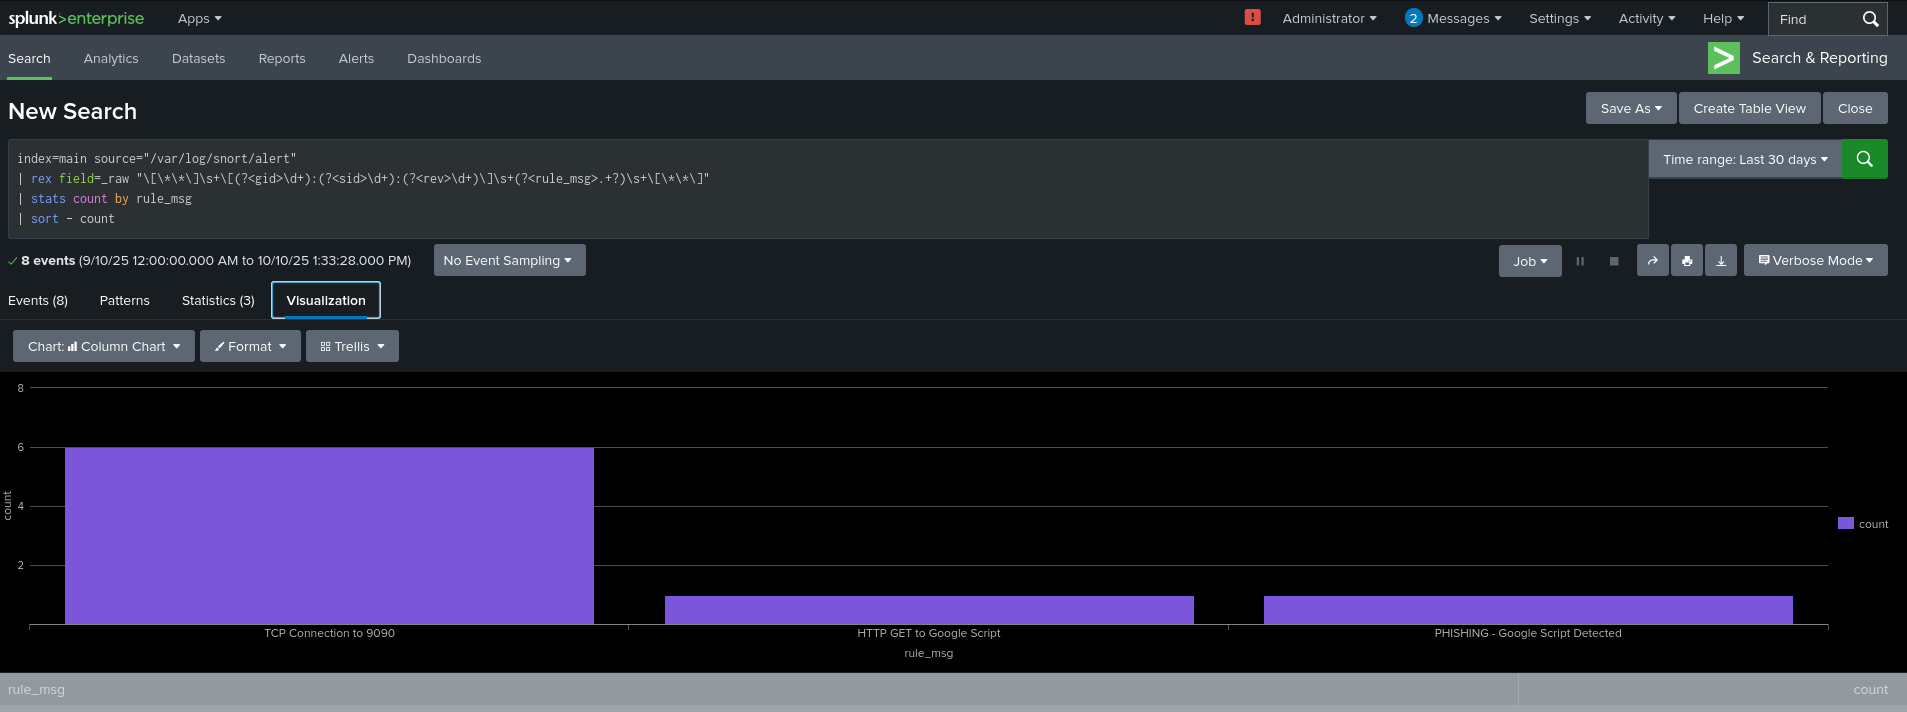 splunk>enterprise Apps ! Administrator 2 Messages Settings Activity Help Find
Search Analytics Datasets Reports Alerts Dashboards > Search & Reporting
New Search Save As Create Table View Close
index=main source="/var/log/snort/alert" Time range: Last 30 days
| rex field=_raw "\[\*\*\]\s+\[(?<gid>\d+):(?<sid>\d+):(?<rev>\d+)\]\s+(?<rule_msg>.+?)\s+\[\*\*\]"
| stats count by rule_msg
| sort - count
8 events (9/10/25 12:00:00.000 AM to 10/10/25 1:33:28.000 PM) No Event Sampling Job Verbose Mode
Events (8) Patterns Statistics (3) Visualization
Chart: Column Chart Format Trellis
8
6
4
2
count
count
TCP Connection to 9090 HTTP GET to Google Script PHISHING - Google Script Detected
rule_msg
rule_msg count